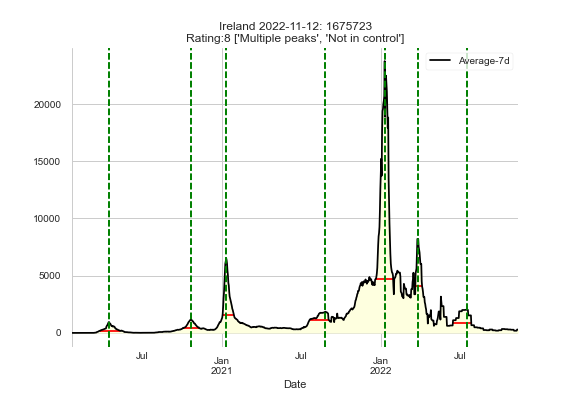 Ireland 2022-11-12: 1675723
Rating:8 ['Multiple peaks', 'Not in control']
Average-7d
20000
15000
10000
5000
0
Jul
Jan
2021
Jul
Jan
2022
Jul
Date